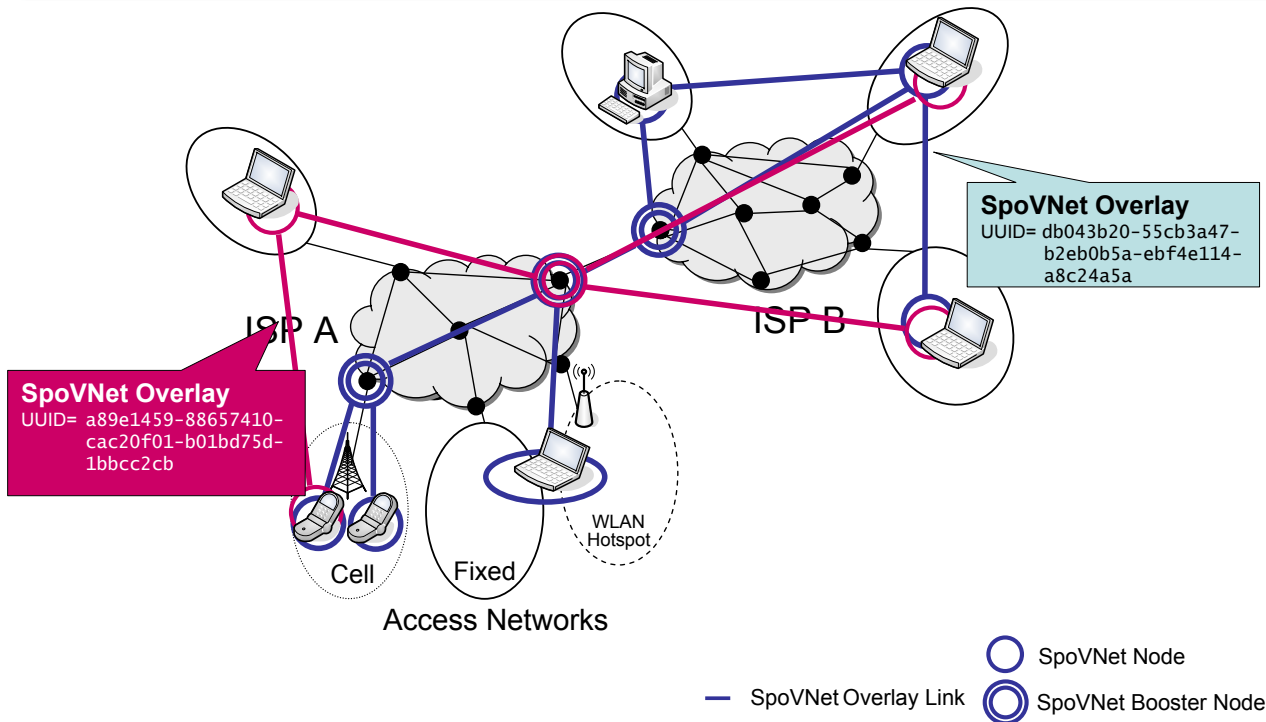 SpoVNet Overlay
UUID= db043b20-55cb3a47-
b2eb0b5a-ebf4e114-
a8c24a5a
ISP A
ISP B
SpoVNet Overlay
UUID= a89e1459-88657410-
cac20f01-b01bd75d-
1bbcc2cb
WLAN
Hotspot
Cell
Fixed
Access Networks
SpoVNet Node
SpoVNet Overlay Link
SpoVNet Booster Node